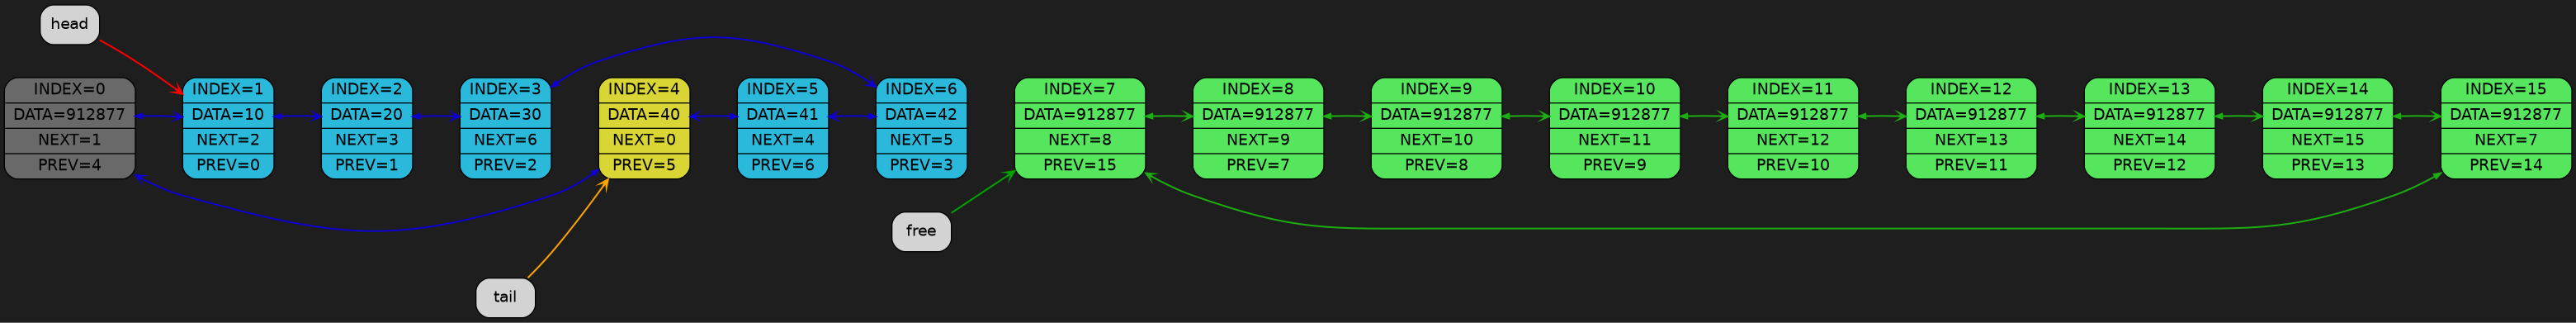 head
INDEX=0
DATA=912877
NEXT=1
PREV=4
INDEX=1
DATA=10
NEXT=2
PREV=0
INDEX=2
DATA=20
NEXT=3
PREV=1
INDEX=3
DATA=30
NEXT=6
PREV=2
INDEX=4
DATA=40
NEXT=0
PREV=5
INDEX=5
DATA=41
NEXT=4
PREV=6
INDEX=6
DATA=42
NEXT=5
PREV=3
INDEX=7
DATA=912877
NEXT=8
PREV=15
INDEX=8
DATA=912877
NEXT=9
PREV=7
INDEX=9
DATA=912877
NEXT=10
PREV=8
INDEX=10
DATA=912877
NEXT=11
PREV=9
INDEX=11
DATA=912877
NEXT=12
PREV=10
INDEX=12
DATA=912877
NEXT=13
PREV=11
INDEX=13
DATA=912877
NEXT=14
PREV=12
INDEX=14
DATA=912877
NEXT=15
PREV=13
INDEX=15
DATA=912877
NEXT=7
PREV=14
free
tail